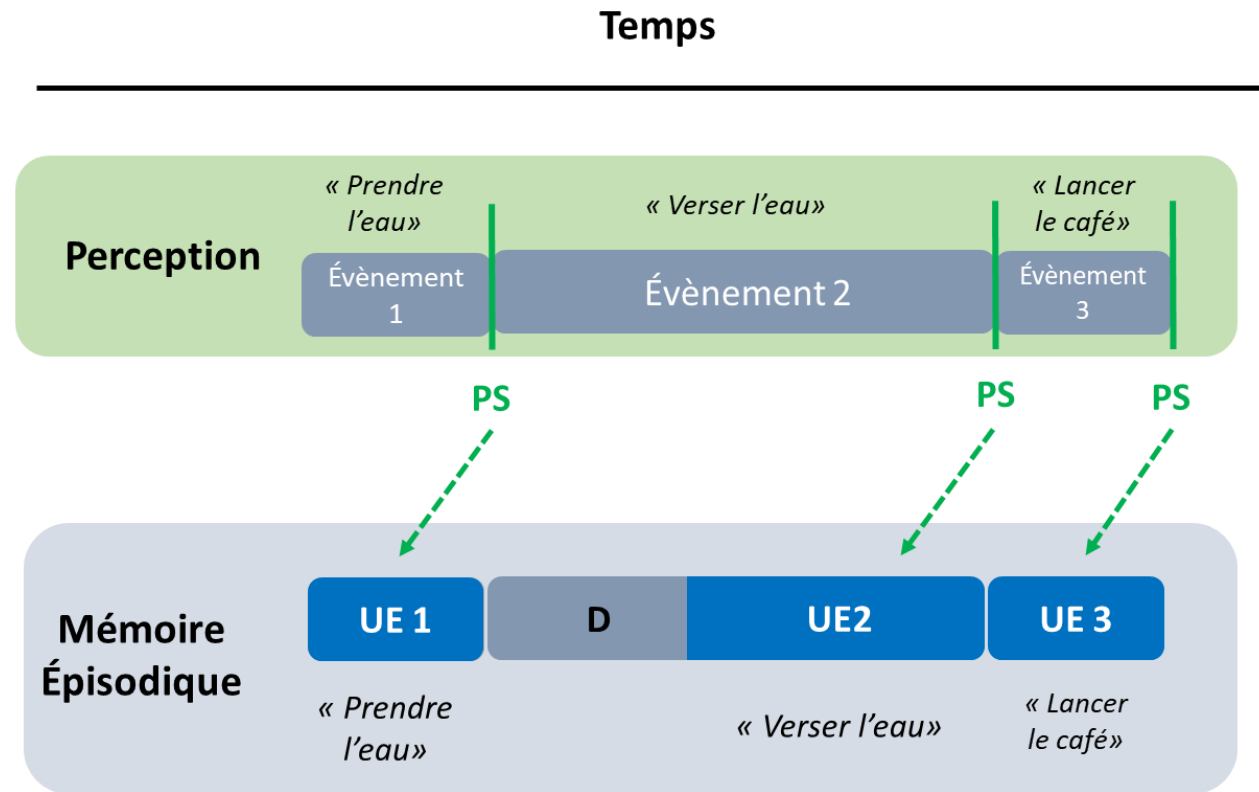 Temps
« Prendre
l'eau»
« Verser l'eau»
« Lancer
le café»
Perception
Évènement
1
Évènement 2
Évènement
3
PS
PS
PS
Mémoire
Épisodique
UE 1
D
UE2
UE 3
« Prendre
l'eau»
« Verser l'eau»
« Lancer
le café»